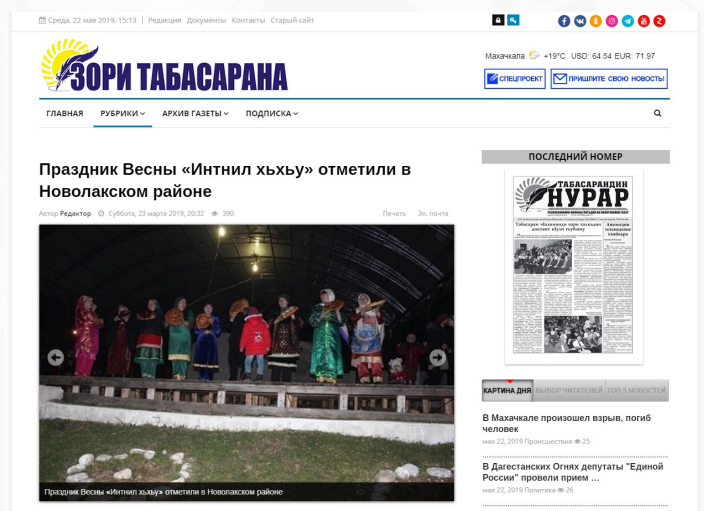 Среда, 22 мая 2019, 15:13 Редакция Документы Контакты Старый сайт
ЗОРИ ТАБАСАРАНА
Махачкала +19°C USD: 64.54 EUR: 71.97
СПЕЦПРОЕКТ ПРИШЛИТЕ СВОЮ НОВОСТЬ!
ГЛАВНАЯ РУБРИКИ АРХИВ ГАЗЕТЫ ПОДПИСКА
Праздник Весны «Интнил хьхьу» отметили в
Новолакском районе
Автор Редактор Суббота, 23 марта 2019, 20:32 390 Печать Эл. почта
Праздник Весны «Интнил хьхьу» отметили в Новолакском районе
ПОСЛЕДНИЙ НОМЕР
ТАБАСАРАНДИН
НУРАР
КАРТИНА ДНЯ ВЫБОР ЧИТАТЕЛЕЙ ТОП 5 НОВОСТЕЙ
В Махачкале произошел взрыв, погиб
человек
мая 22, 2019 Происшествия 25
В Дагестанских Огнях депутаты "Единой
России" провели прием ...
мая 22, 2019 Политика 26